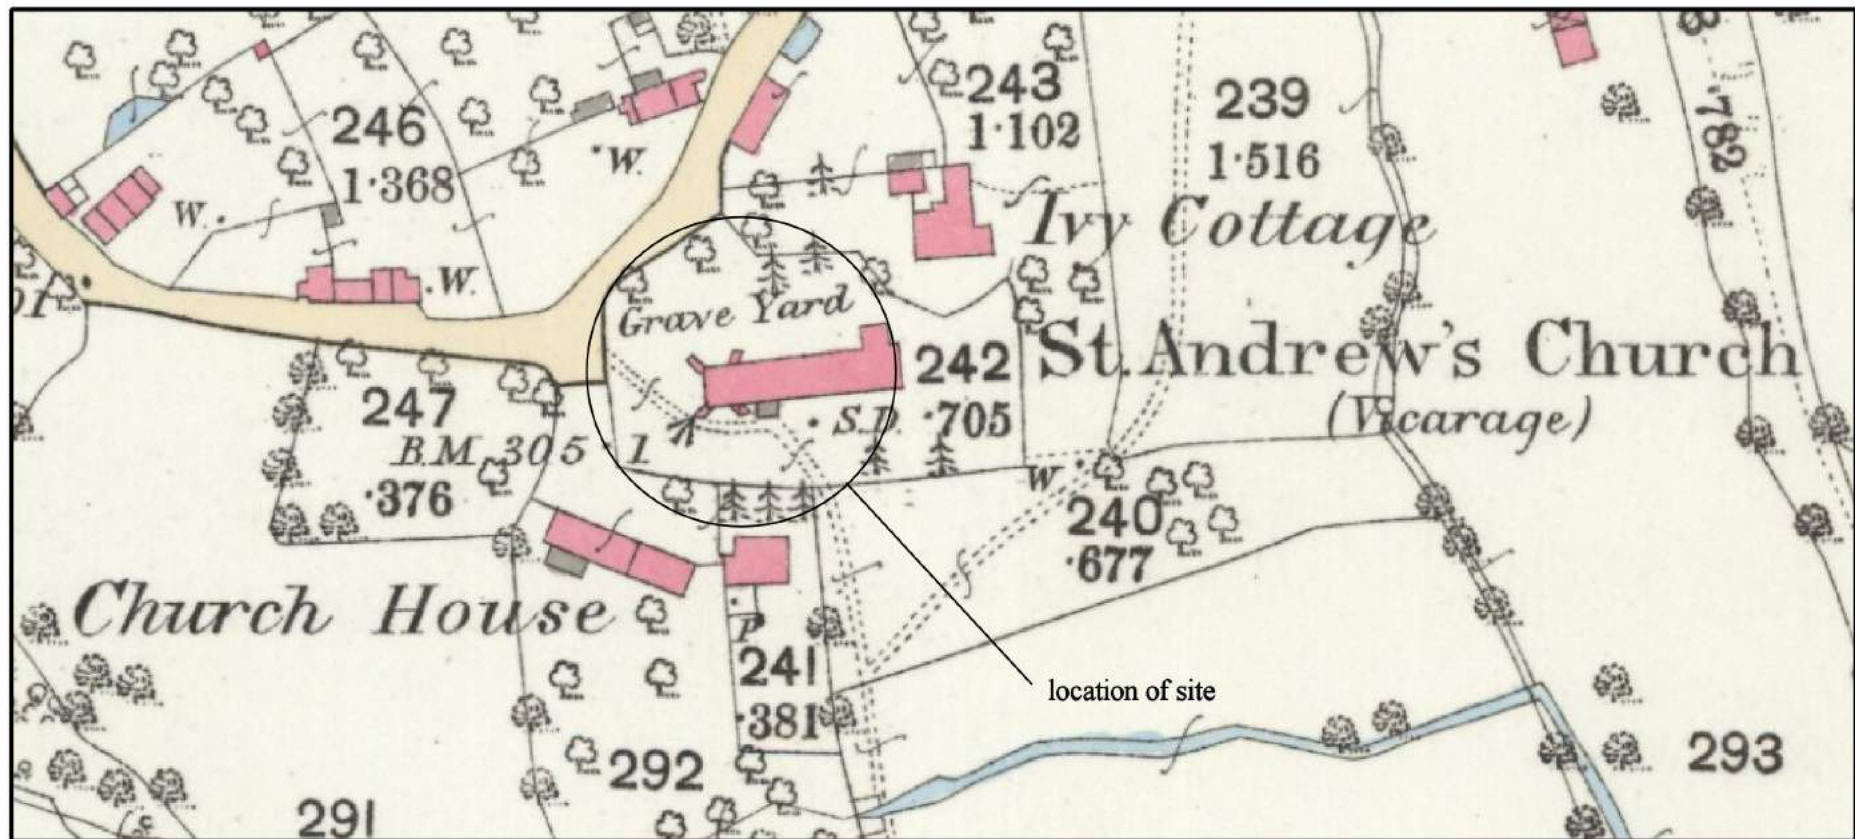 246
1·368
W.
W.
W.
243
1·102
239
1·516
782
Ivy Cottage
Grave Yard
242
·705
St. Andrew's Church
(Vicarage)
S.D.
247
·376
B.M. 305·1
W
240
·677
Church House
P
241
·381
location of site
292
291
293